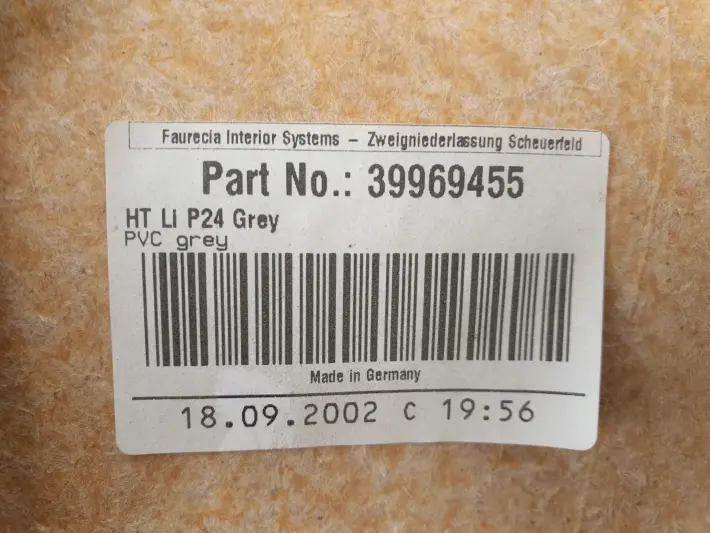 Faurecia Interior Systems – Zweigniederlassung Scheuerfeld
Part No.: 39969455
HT Li P24 Grey
PVC grey
Made in Germany
18.09.2002 C 19:56